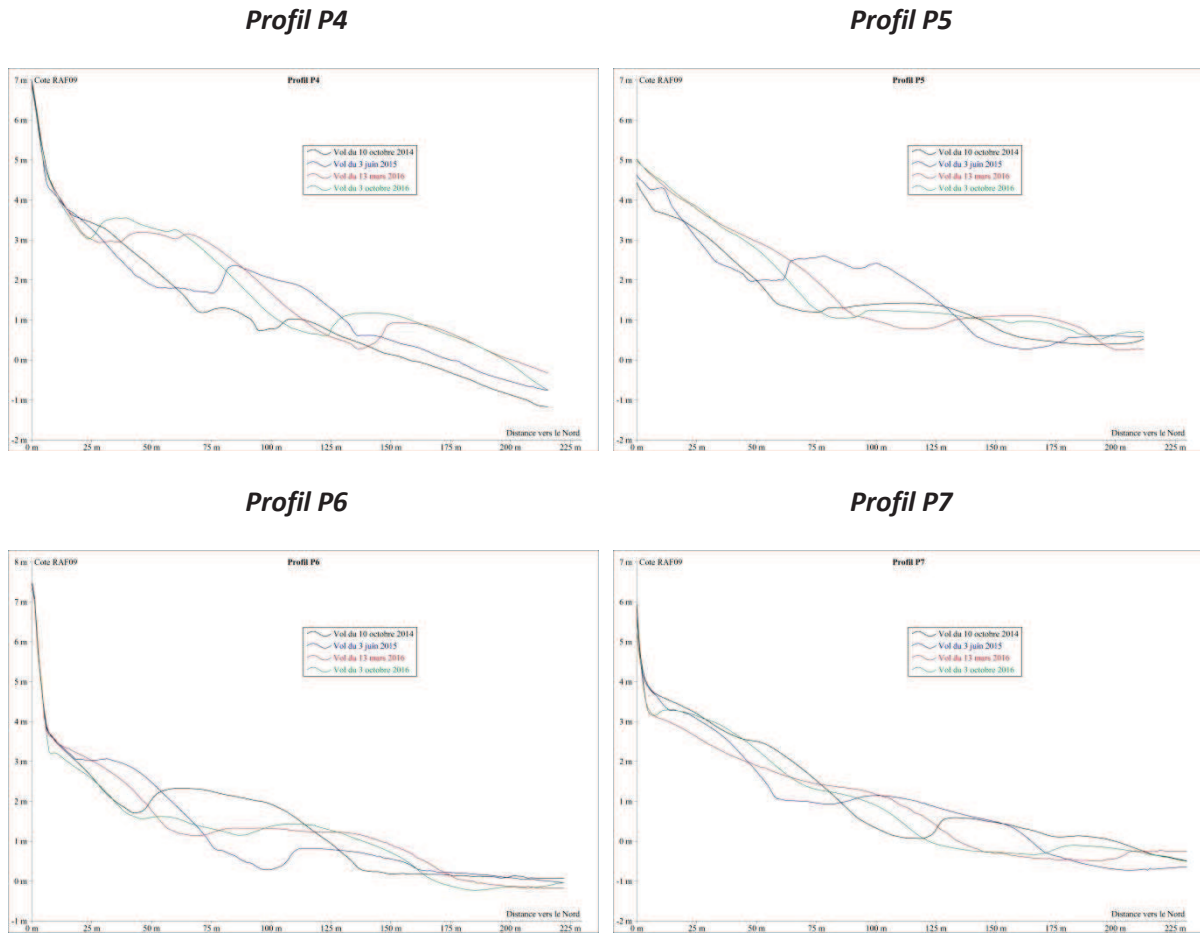 Profil P4
Profil P5
7 m Cote RAF09
Profil P4
Vol du 10 octobre 2014
Vol du 3 juin 2015
Vol du 13 mars 2016
Vol du 3 octobre 2016
6 m
5 m
4 m
3 m
2 m
1 m
0 m
-1 m
-2 m
Distance vers le Nord
0 m 25 m 50 m 75 m 100 m 125 m 150 m 175 m 200 m 225 m
7 m Cote RAF09
Profil P5
Vol du 10 octobre 2014
Vol du 3 juin 2015
Vol du 13 mars 2016
Vol du 3 octobre 2016
6 m
5 m
4 m
3 m
2 m
1 m
0 m
-1 m
-2 m
Distance vers le Nord
0 m 25 m 50 m 75 m 100 m 125 m 150 m 175 m 200 m 225 m
Profil P6
Profil P7
8 m Cote RAF09
Profil P6
7 m
Vol du 10 octobre 2014
Vol du 3 juin 2015
Vol du 13 mars 2016
Vol du 3 octobre 2016
6 m
5 m
4 m
3 m
2 m
1 m
0 m
-1 m
Distance vers le Nord
0 m 25 m 50 m 75 m 100 m 125 m 150 m 175 m 200 m 225 m
7 m Cote RAF09
Profil P7
Vol du 10 octobre 2014
Vol du 3 juin 2015
Vol du 13 mars 2016
Vol du 3 octobre 2016
6 m
5 m
4 m
3 m
2 m
1 m
0 m
-1 m
-2 m
Distance vers le Nord
0 m 25 m 50 m 75 m 100 m 125 m 150 m 175 m 200 m 225 m